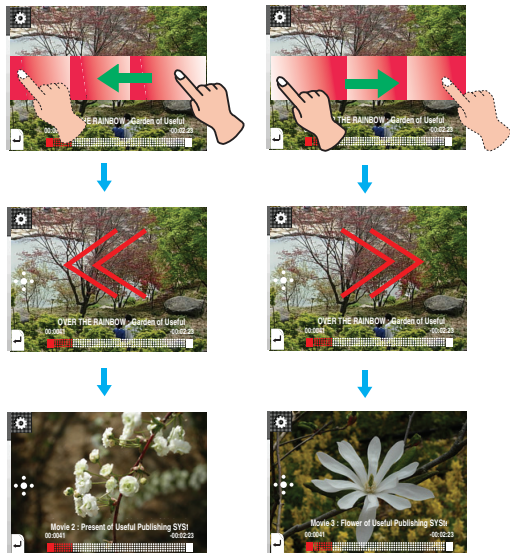 RAINBOW : Garden of Useful
-00:02:23
THE RAINBOW : Garden of Useful
-00:02:23
OVER THE RAINBOW : Garden of Useful
00:0041 -00:02:23
OVER THE RAINBOW : Garden of Useful
00:0041 -00:02:23
Movie 2 : Present of Useful Publishing SYSt
00:0041 -00:02:23
Movie 3 : Flower of Useful Publishing SYSt
00:0041 -00:02:23